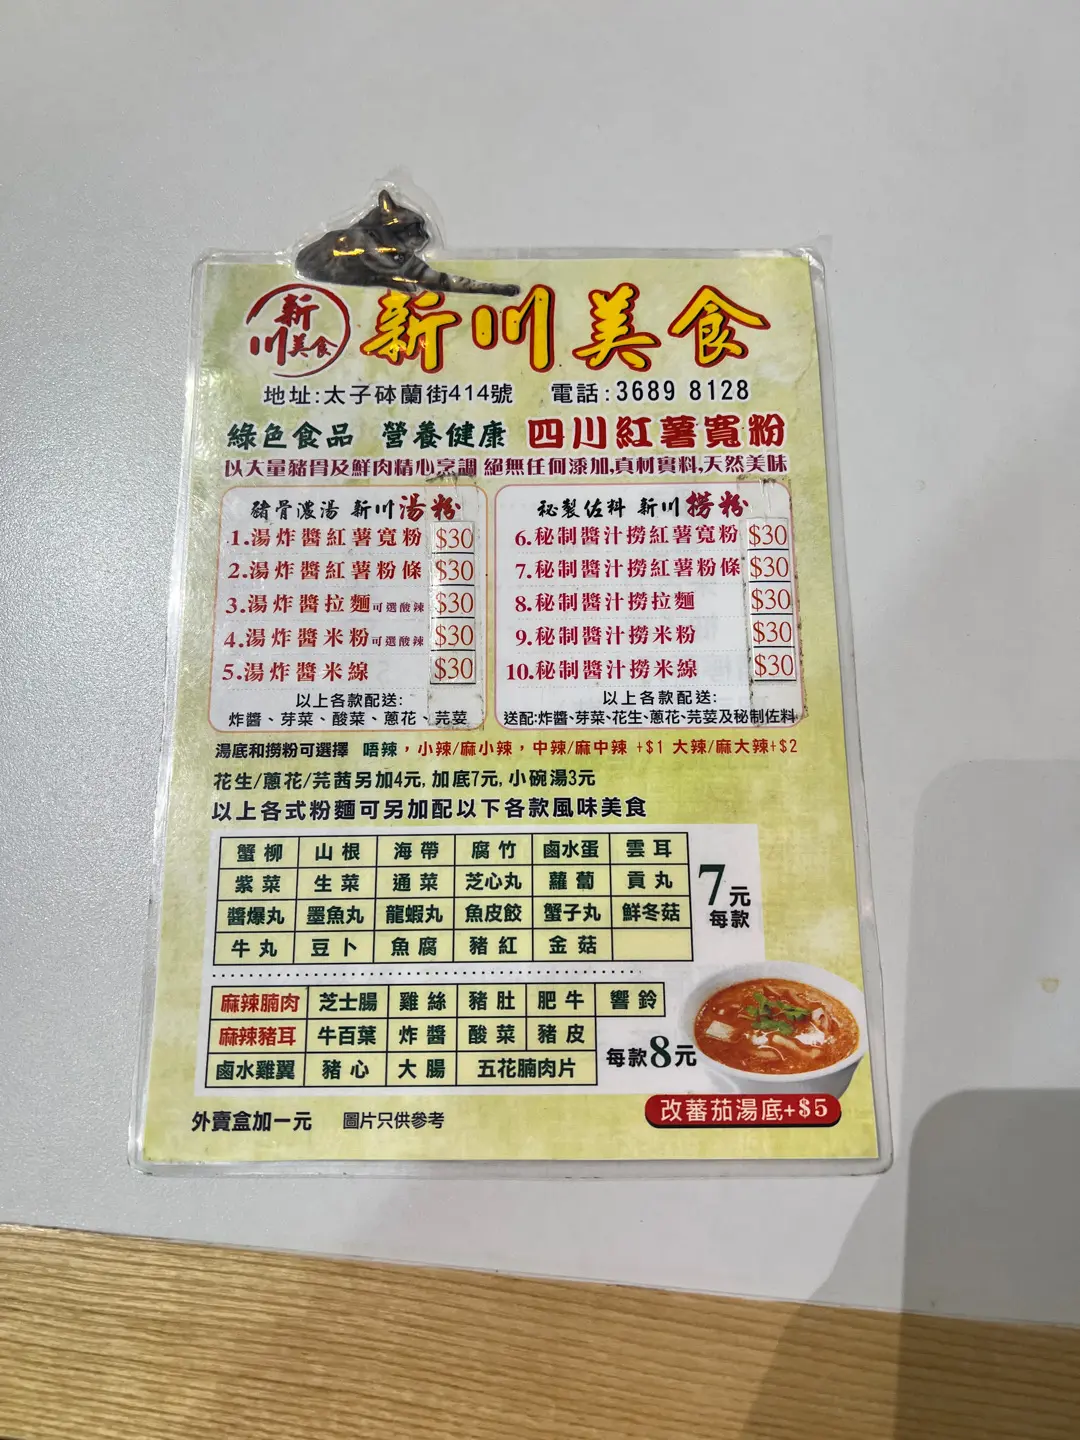 新川美食
新川美食
地址:太子砵蘭街414號 電話:3689 8128
綠色食品 營養健康 四川紅薯寬粉
以大量豬骨及鮮肉精心烹調 絕無任何添加,真材實料,天然美味
豬骨濃湯 新川湯粉
1.湯炸醬紅薯寬粉 $30
2.湯炸醬紅薯粉條 $30
3.湯炸醬拉麵可選酸辣 $30
4.湯炸醬米粉可選酸辣 $30
5.湯炸醬米線 $30
以上各款配送:
炸醬、芽菜、酸菜、蔥花、芫荽
秘製佐料 新川撈粉
6.秘制醬汁撈紅薯寬粉 $30
7.秘制醬汁撈紅薯粉條 $30
8.秘制醬汁撈拉麵 $30
9.秘制醬汁撈米粉 $30
10.秘制醬汁撈米線 $30
以上各款配送:
送配:炸醬、芽菜、花生、蔥花、芫荽及秘制佐料
湯底和撈粉可選擇 唔辣，小辣/麻小辣，中辣/麻中辣 +$1 大辣/麻大辣+$2
花生/蔥花/芫茜另加4元, 加底7元, 小碗湯3元
以上各式粉麵可另加配以下各款風味美食
蟹柳 山根 海帶 腐竹 鹵水蛋 雲耳
紫菜 生菜 通菜 芝心丸 蘿蔔 貢丸
醬爆丸 墨魚丸 龍蝦丸 魚皮餃 蟹子丸 鮮冬菇
牛丸 豆卜 魚腐 豬紅 金菇
7元
每款
麻辣腩肉 芝士腸 雞絲 豬肚 肥牛 響鈴
麻辣豬耳 牛百葉 炸醬 酸菜 豬皮
鹵水雞翼 豬心 大腸 五花腩肉片
每款8元
改蕃茄湯底+$5
外賣盒加一元 圖片只供參考